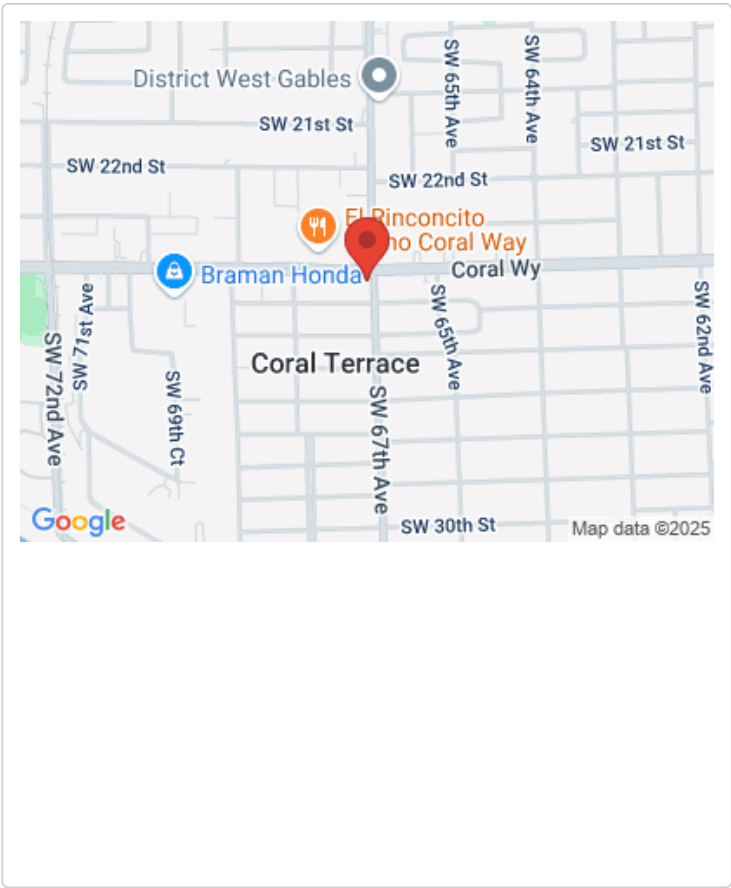 SW 65th Ave
SW 64th Ave
District West Gables
SW 21st St
SW 21st St
SW 22nd St
SW 22nd St
El Rinconcito
no Coral Way
Braman Honda
Coral Wy
SW 71st Ave
SW 65th Ave
SW 62nd Ave
SW 72nd Ave
Coral Terrace
SW 69th Ct
SW 67th Ave
Google
SW 30th St
Map data ©2025